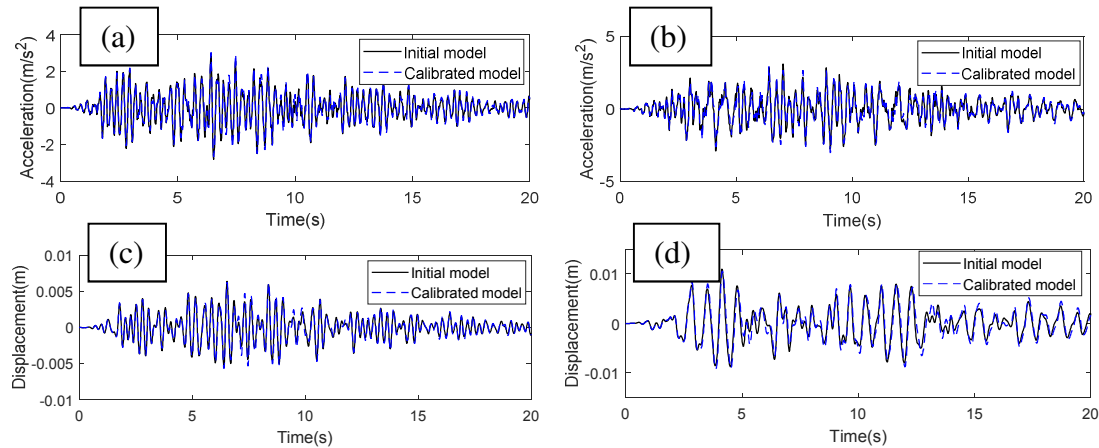 (a)
4
2
0
-2
-4
Acceleration(m/s²)
Initial model
Calibrated model
0 5 10 15 20
Time(s)
(b)
5
0
-5
Acceleration(m/s²)
Initial model
Calibrated model
0 5 10 15 20
Time(s)
(c)
0.01
0.005
0
-0.005
-0.01
Displacement(m)
Initial model
Calibrated model
0 5 10 15 20
Time(s)
(d)
0.01
0
-0.01
Displacement(m)
Initial model
Calibrated model
0 5 10 15 20
Time(s)